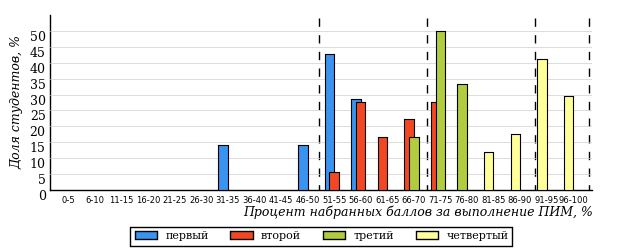 Доля студентов, %
50
45
40
35
30
25
20
15
10
5
0
0-5 6-10 11-15 16-20 21-25 26-30 31-35 36-40 41-45 46-50 51-55 56-60 61-65 66-70 71-75 76-80 81-85 86-90 91-95 96-100
Процент набранных баллов за выполнение ПИМ, %
первый второй третий четвертый